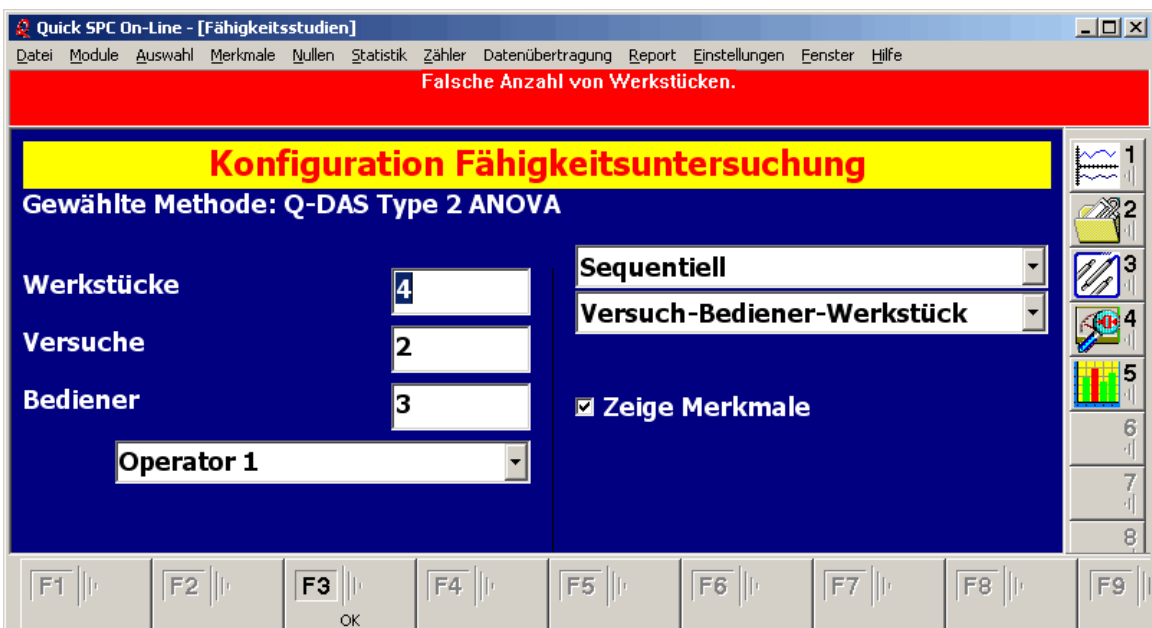 Quick SPC On-Line - [Fähigkeitsstudien]
Datei Module Auswahl Merkmale Nullen Statistik Zähler Datenübertragung Report Einstellungen Fenster Hilfe
Falsche Anzahl von Werkstücken.
Konfiguration Fähigkeitsuntersuchung
Gewählte Methode: Q-DAS Type 2 ANOVA
Werkstücke 4
Versuche 2
Bediener 3
Operator 1
Sequentiell
Versuch-Bediener-Werkstück
Zeige Merkmale
1
2
3
4
5
6
7
8
F1 F2 F3 F4 F5 F6 F7 F8 F9
OK